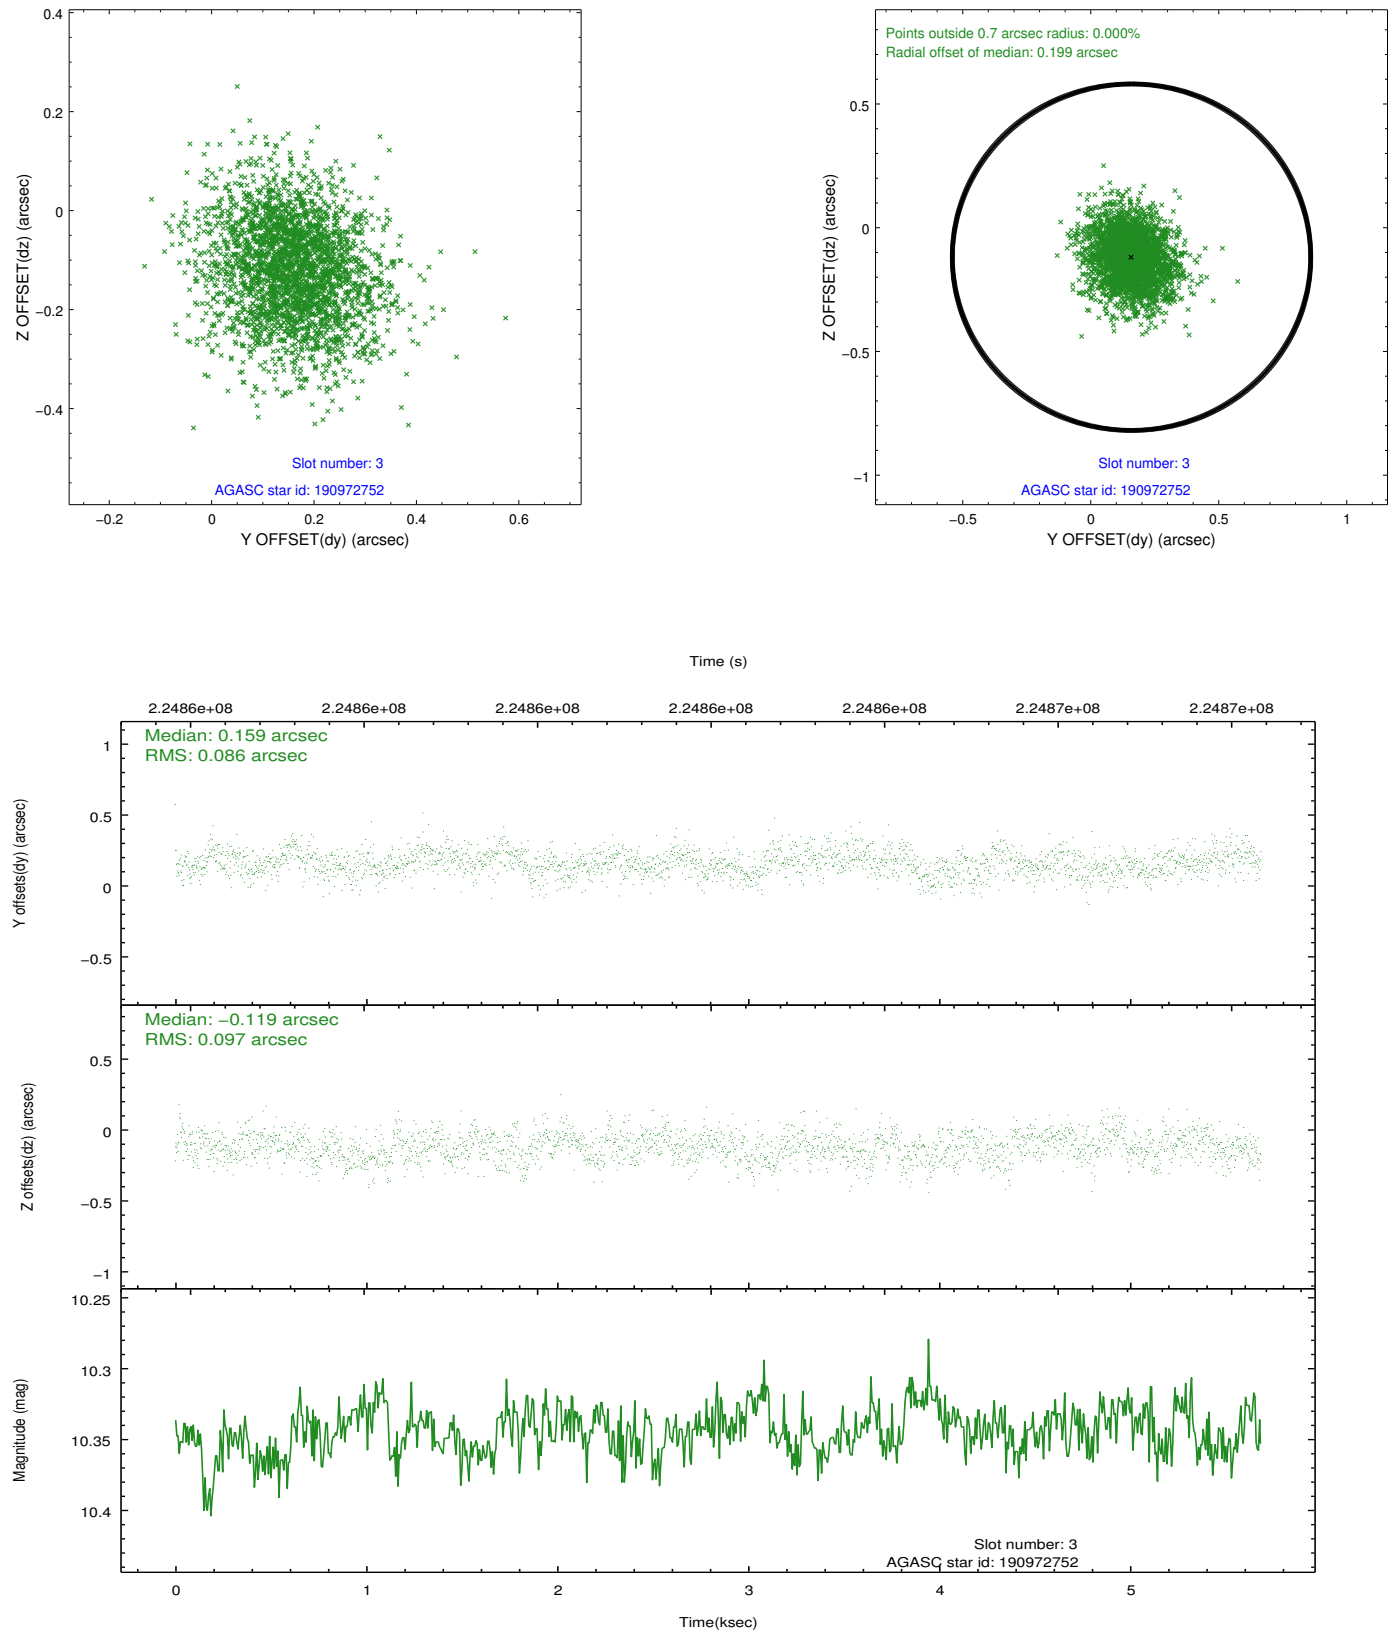 0.4
0.2
0
−0.2
−0.4
Z OFFSET(dz) (arcsec)
Slot number: 3
AGASC star id: 190972752
−0.2
0
0.2
0.4
0.6
Y OFFSET(dy) (arcsec)
Points outside 0.7 arcsec radius: 0.000%
Radial offset of median: 0.199 arcsec
0.5
0
−0.5
−1
Z OFFSET(dz) (arcsec)
Slot number: 3
AGASC star id: 190972752
−0.5
0
0.5
1
Y OFFSET(dy) (arcsec)
Time (s)
2.2486e+08
2.2486e+08
2.2486e+08
2.2486e+08
2.2486e+08
2.2487e+08
2.2487e+08
Median: 0.159 arcsec
RMS: 0.086 arcsec
1
0.5
0
−0.5
Y offsets(dy) (arcsec)
Median: −0.119 arcsec
RMS: 0.097 arcsec
0.5
0
−0.5
−1
Z offsets(dz) (arcsec)
10.25
10.3
10.35
10.4
Magnitude (mag)
Slot number: 3
AGASC star id: 190972752
0
1
2
3
4
5
Time(ksec)